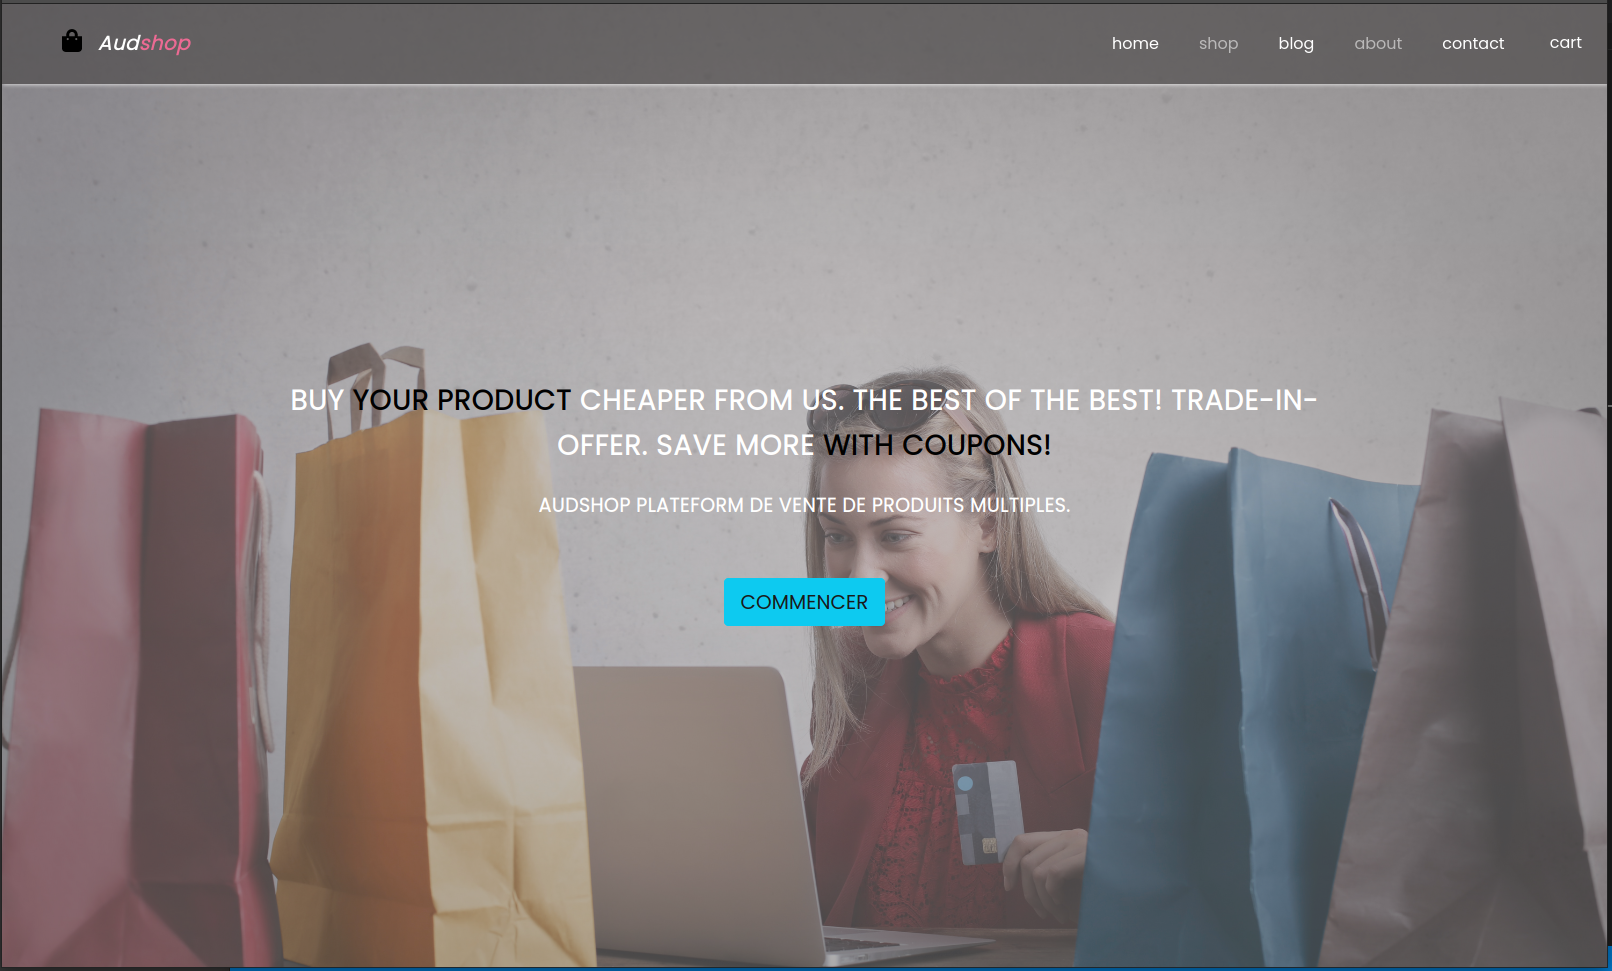 Audshop
home shop blog about contact cart
BUY YOUR PRODUCT CHEAPER FROM US. THE BEST OF THE BEST! TRADE-IN-
OFFER. SAVE MORE WITH COUPONS!
AUDSHOP PLATEFORM DE VENTE DE PRODUITS MULTIPLES.
COMMENCER